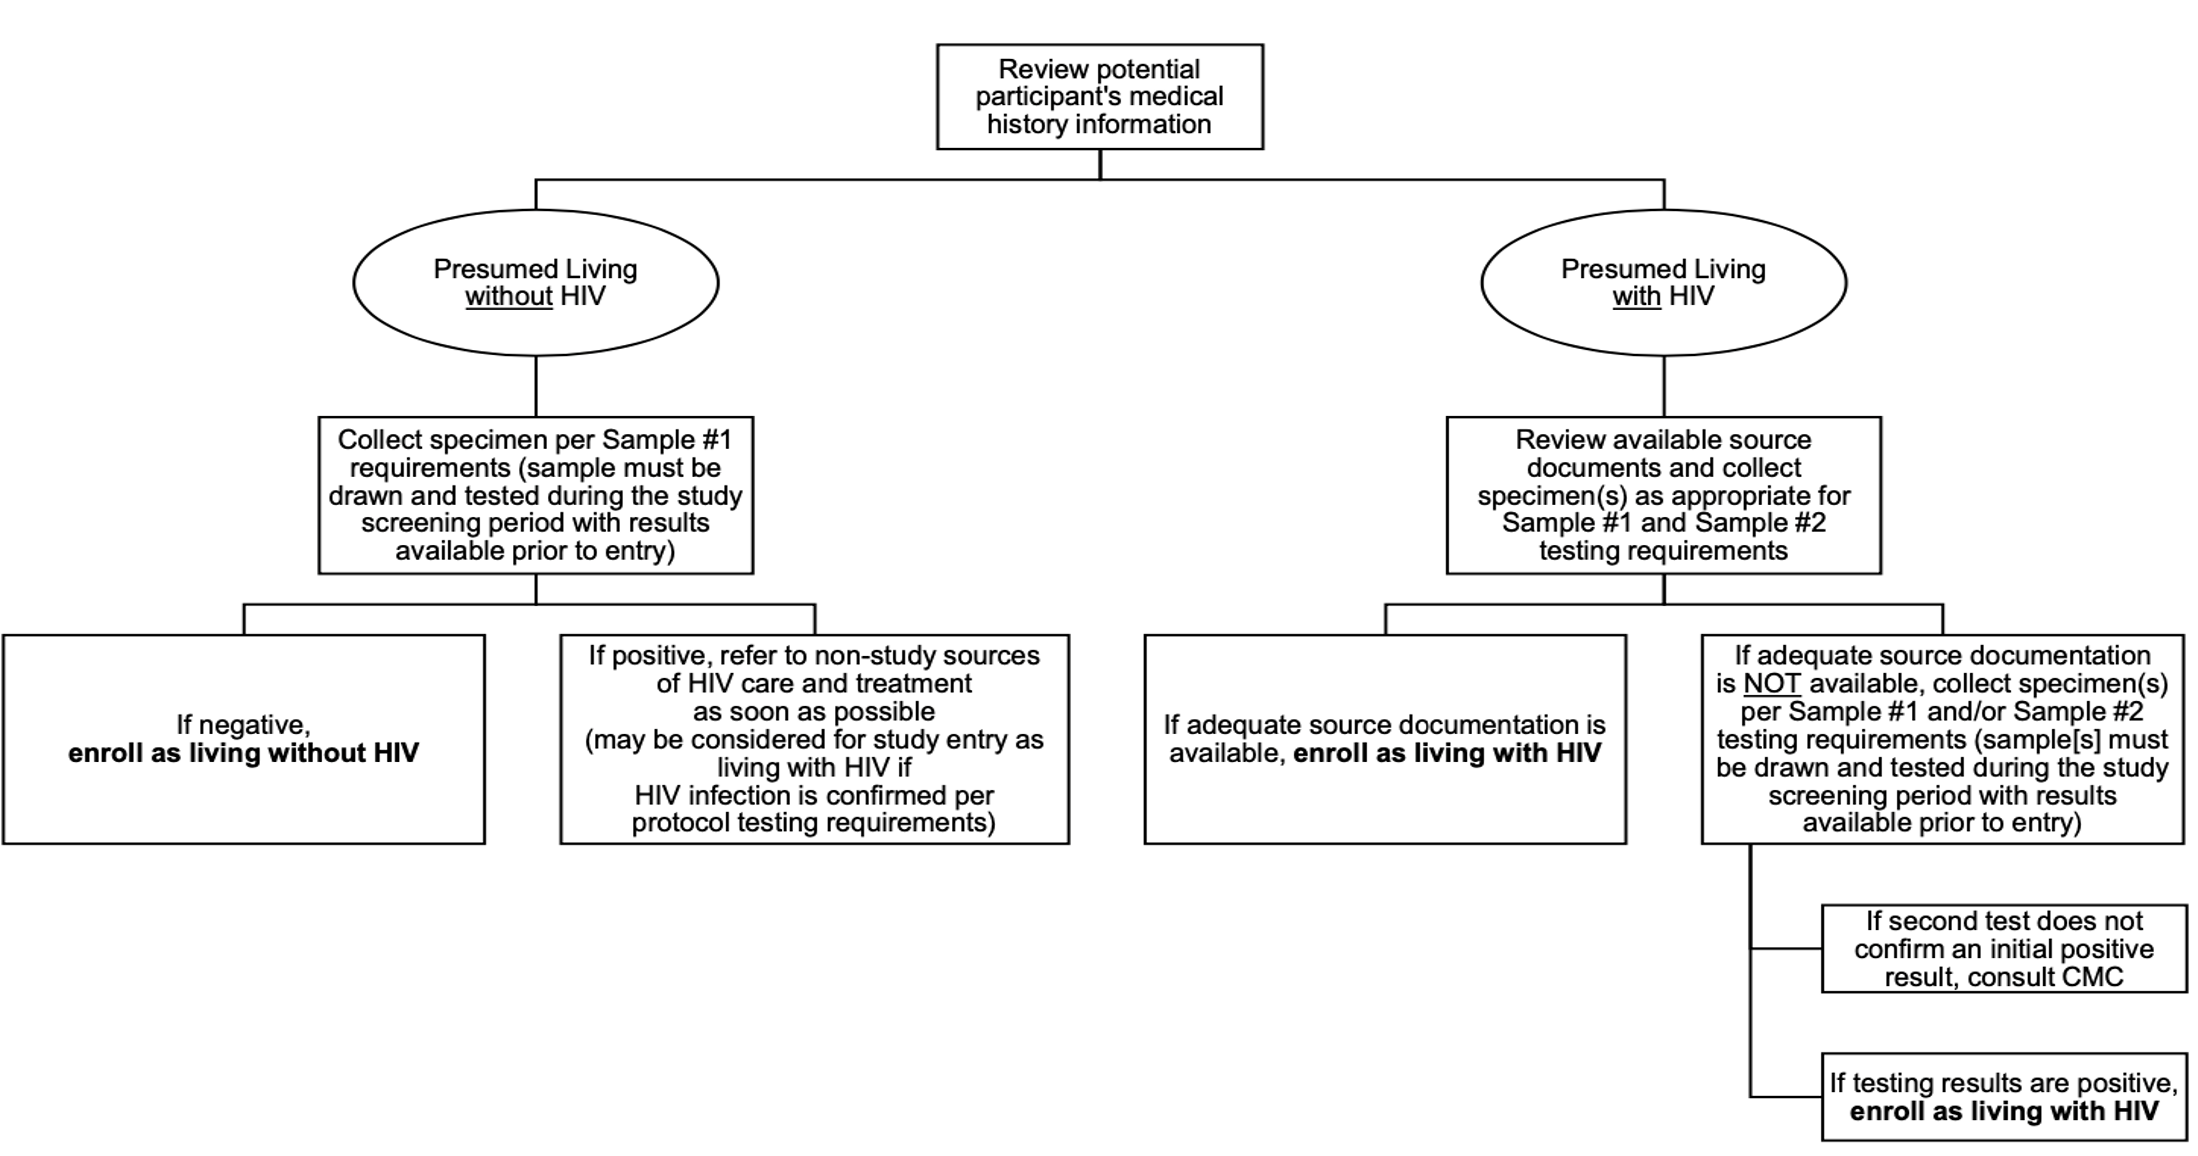 Review potential
participant's medical
history information
Presumed Living
without HIV
Presumed Living
with HIV
Collect specimen per Sample #1
requirements (sample must be
drawn and tested during the study
screening period with results
available prior to entry)
Review available source
documents and collect
specimen(s) as appropriate for
Sample #1 and Sample #2
testing requirements
If negative,
enroll as living without HIV
If positive, refer to non-study sources
of HIV care and treatment
as soon as possible
(may be considered for study entry as
living with HIV if
HIV infection is confirmed per
protocol testing requirements)
If adequate source documentation is
available, enroll as living with HIV
If adequate source documentation
is NOT available, collect specimen(s)
per Sample #1 and/or Sample #2
testing requirements (sample[s] must
be drawn and tested during the study
screening period with results
available prior to entry)
If second test does not
confirm an initial positive
result, consult CMC
If testing results are positive,
enroll as living with HIV